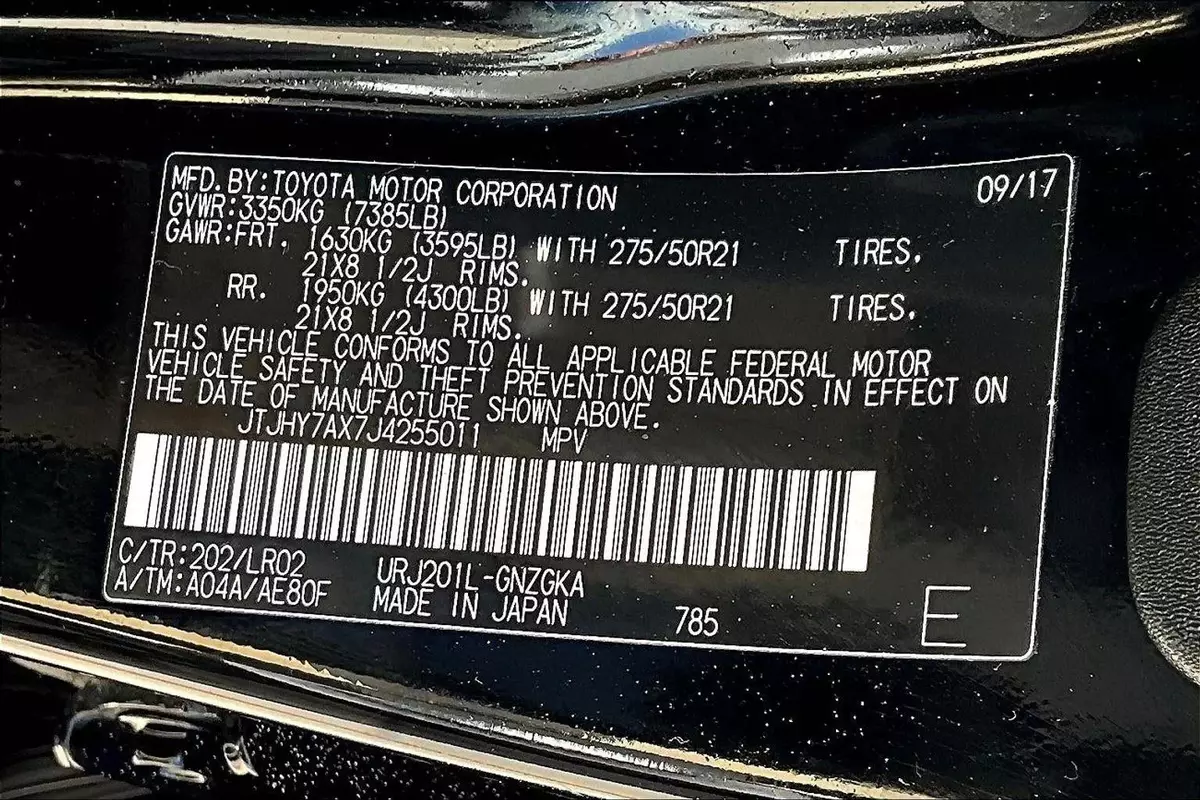 MFD.BY:TOYOTA MOTOR CORPORATION 09/17
GVWR:3350KG (7385LB)
GAWR:FRT. 1630KG (3595LB) WITH 275/50R21 TIRES.
21X8 1/2J RIMS.
RR. 1950KG (4300LB) WITH 275/50R21 TIRES.
21X8 1/2J RIMS.
THIS VEHICLE CONFORMS TO ALL APPLICABLE FEDERAL MOTOR
VEHICLE SAFETY AND THEFT PREVENTION STANDARDS IN EFFECT ON
THE DATE OF MANUFACTURE SHOWN ABOVE.
JTJHY7AX7J4255011 MPV
C/TR:202/LR02 URJ201L-GNZGKA
A/TM:A04A/AE80F MADE IN JAPAN 785 E